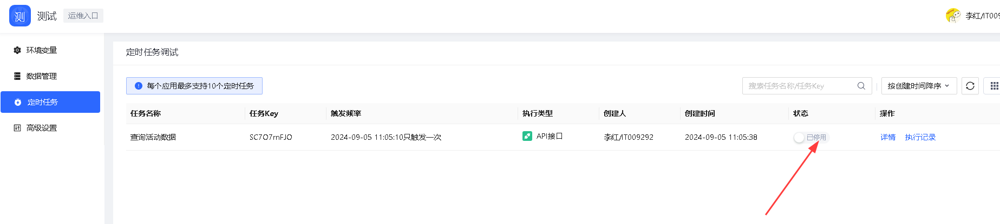 测 测试 运维入口 李红/IT009
环境变量
数据管理
定时任务
高级设置
定时任务调试
每个应用最多支持10个定时任务 搜索任务名称/任务Key 按创建时间降序
任务名称 任务Key 触发频率 执行类型 创建人 创建时间 状态 操作
查询活动数据 SC7O7rnFJO 2024-09-05 11:05:10只触发一次 API接口 李红/IT009292 2024-09-05 11:05:38 已停用 详情 执行记录